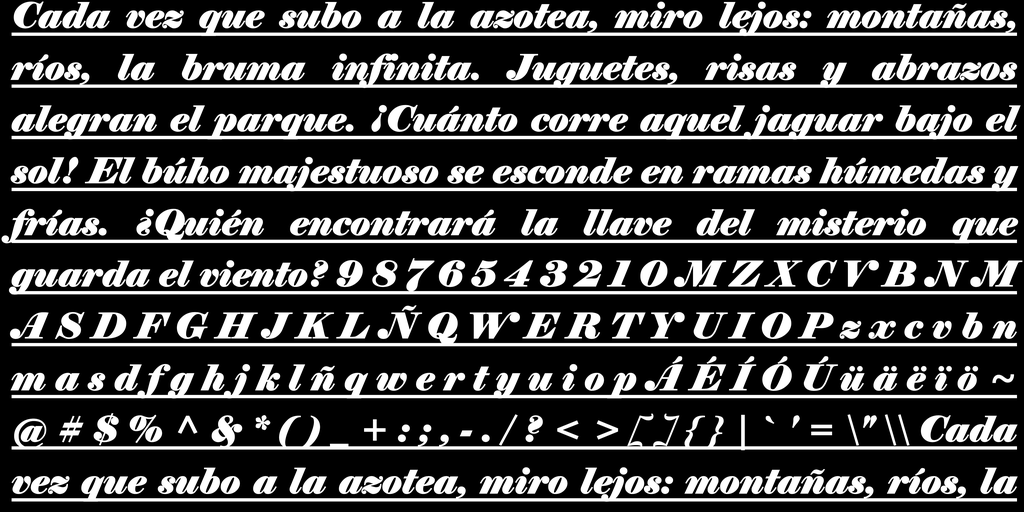 Cada vez que subo a la azotea, miro lejos: montañas,
ríos, la bruma infinita. Juguetes, risas y abrazos
alegran el parque. ¡Cuánto corre aquel jaguar bajo el
sol! El búho majestuoso se esconde en ramas húmedas y
frías. ¿Quién encontrará la llave del misterio que
guarda el viento? 9 8 7 6 5 4 3 2 1 0 M Z X C V B N M
A S D F G H J K L Ñ Q W E R T Y U I O P z x c v b n
m a s d f g h j k l ñ q w e r t y u i o p Á É Í Ó Ú ü ä ë ï ö ~
@ # $ % ^ & * ( ) _ + : ; , - . / ? < > [ ] { } | ` ' = \" \\ Cada
vez que subo a la azotea, miro lejos: montañas, ríos, la